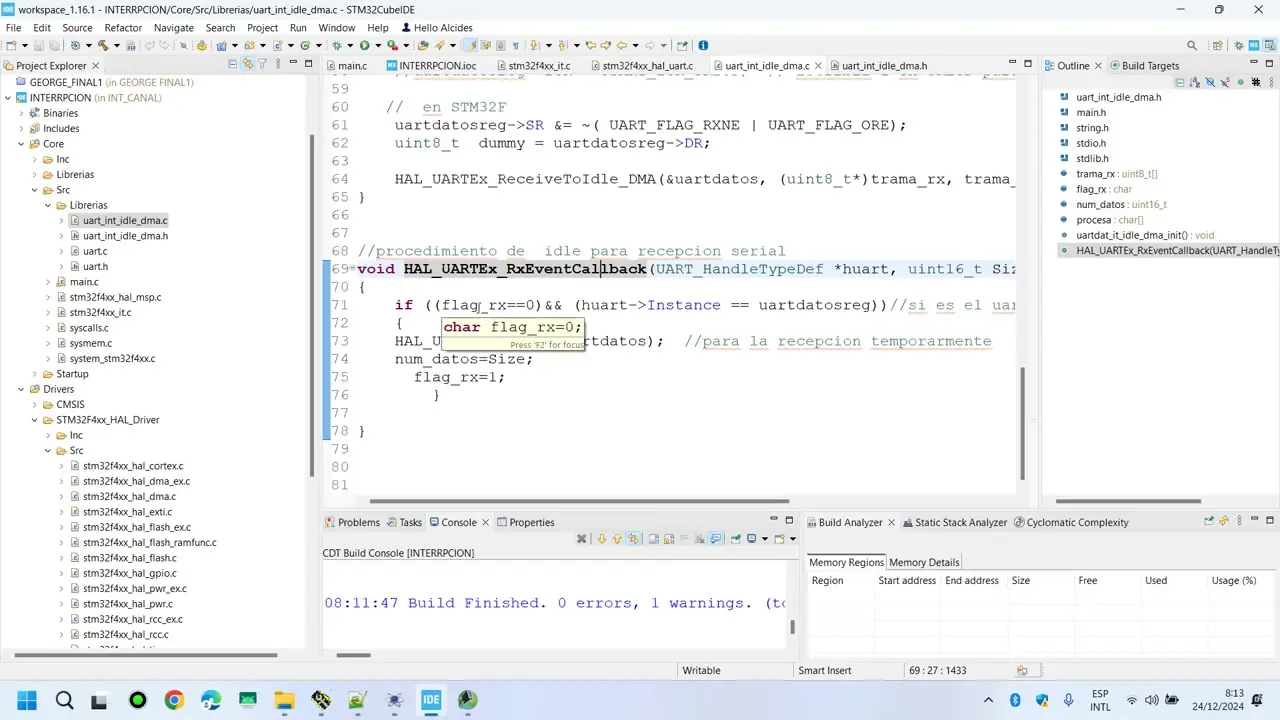 workspace_1.16.1 - INTERRPCION/Core/Src/Librerias/uart_int_idle_dma.c - STM32CubeIDE
File Edit Source Refactor Navigate Search Project Run Window Help Hello Alcides
Project Explorer
GEORGE_FINAL1 (in GEORGE FINAL1)
INTERRPCION (in INT_CANAL)
Binaries
Includes
Core
Inc
Librerias
Src
Librerias
uart_int_idle_dma.c
uart_int_idle_dma.h
uart.c
uart.h
main.c
stm32f4xx_hal_msp.c
stm32f4xx_it.c
syscalls.c
sysmem.c
system_stm32f4xx.c
Startup
Drivers
CMSIS
STM32F4xx_HAL_Driver
Inc
Src
stm32f4xx_hal_cortex.c
stm32f4xx_hal_dma_ex.c
stm32f4xx_hal_dma.c
stm32f4xx_hal_exti.c
stm32f4xx_hal_flash_ex.c
stm32f4xx_hal_flash_ramfunc.c
stm32f4xx_hal_flash.c
stm32f4xx_hal_gpio.c
stm32f4xx_hal_pwr_ex.c
stm32f4xx_hal_pwr.c
stm32f4xx_hal_rcc_ex.c
stm32f4xx_hal_rcc.c
main.c INTERRPCION.ioc stm32f4xx_it.c stm32f4xx_hal_uart.c uart_int_idle_dma.c uart_int_idle_dma.h
59
60 // en STM32F
61 uartdatosreg->SR &= ~( UART_FLAG_RXNE | UART_FLAG_ORE);
62 uint8_t dummy = uartdatosreg->DR;
63
64 HAL_UARTEx_ReceiveToIdle_DMA(&uartdatos, (uint8_t*)trama_rx, trama_
65 }
66
67
68 //procedimiento de idle para recepcion serial
69 void HAL_UARTEx_RxEventCallback(UART_HandleTypeDef *huart, uint16_t Siz
70 {
71 if ((flag_rx==0)&& (huart->Instance == uartdatosreg))//si es el uar
72 {
char flag_rx=0;
Press 'F2' for focus
73 HAL_U rtdatos); //para la recepcion temporarmente
74 num_datos=Size;
75 flag_rx=1;
76 }
77
78 }
79
80
81
Outline Build Targets
uart_int_idle_dma.h
main.h
string.h
stdio.h
stdlib.h
trama_rx : uint8_t[]
flag_rx : char
num_datos : uint16_t
procesa : char[]
uartdat_it_idle_dma_init() : void
HAL_UARTEx_RxEventCallback(UART_HandleTy
Problems Tasks Console Properties
CDT Build Console [INTERRPCION]
08:11:47 Build Finished. 0 errors, 1 warnings. (to
Build Analyzer Static Stack Analyzer Cyclomatic Complexity
Memory Regions Memory Details
Region Start address End address Size Free Used Usage (%)
Writable Smart Insert 69 : 27 : 1433
IDE
ESP
INTL
8:13
24/12/2024